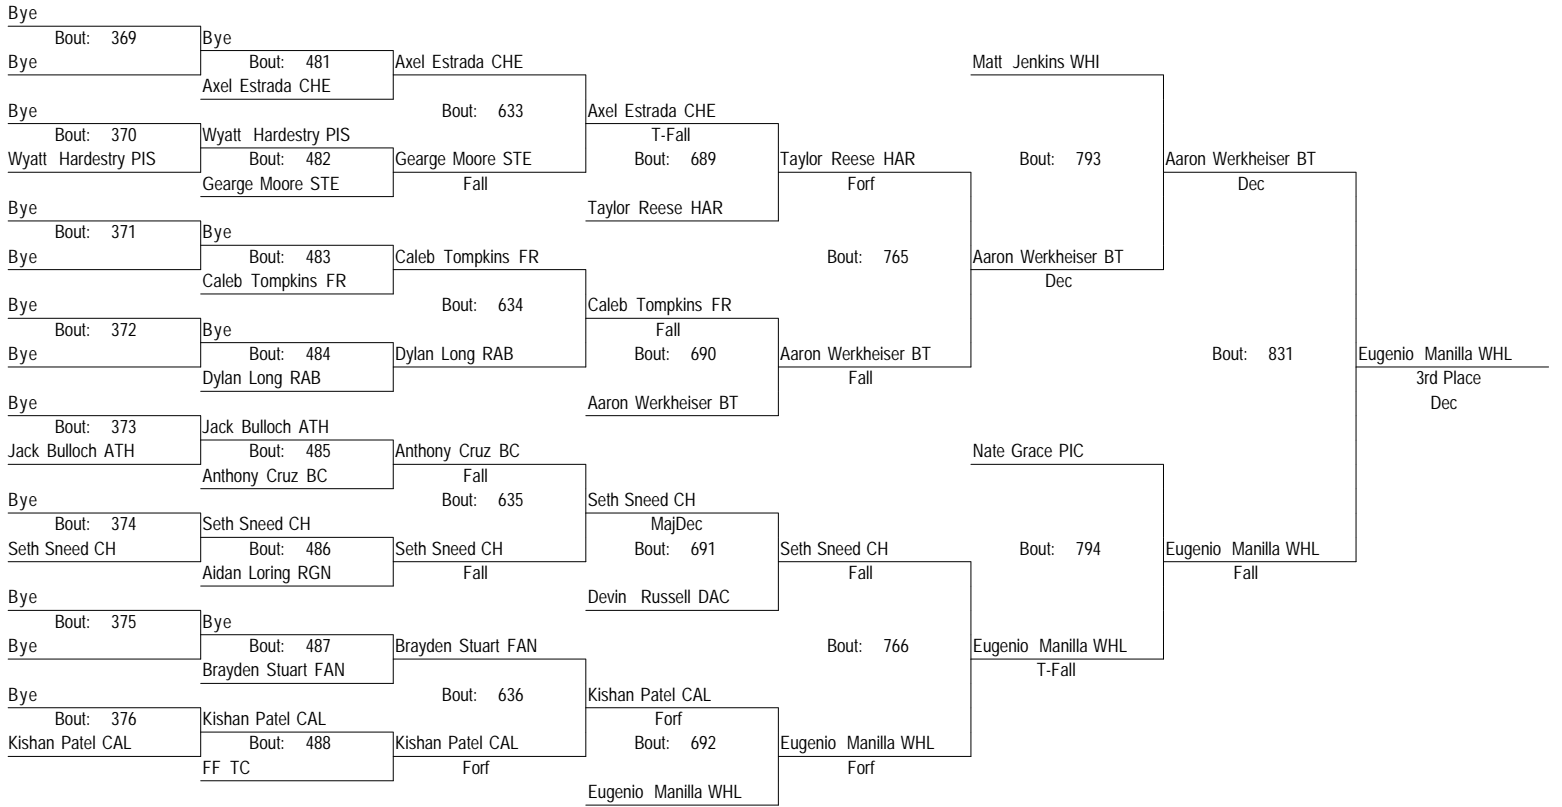 Bye
Bout: 369 Bye
Bye Bout: 481 Axel Estrada CHE Matt Jenkins WHI
Axel Estrada CHE
Bye Bout: 633 Axel Estrada CHE
Bout: 370 Wyatt Hardestry PIS T-Fall
Wyatt Hardestry PIS Bout: 482 Gearge Moore STE Bout: 689 Taylor Reese HAR Bout: 793 Aaron Werkheiser BT
Gearge Moore STE Fall Forf Dec
Bye Taylor Reese HAR
Bout: 371 Bye
Bye Bout: 483 Caleb Tompkins FR Bout: 765 Aaron Werkheiser BT
Caleb Tompkins FR Dec
Bye Bout: 634 Caleb Tompkins FR
Bout: 372 Bye Fall
Bye Bout: 484 Dylan Long RAB Bout: 690 Aaron Werkheiser BT Bout: 831 Eugenio Manilla WHL
Dylan Long RAB Fall 3rd Place
Bye Aaron Werkheiser BT Dec
Bout: 373 Jack Bulloch ATH
Jack Bulloch ATH Bout: 485 Anthony Cruz BC Nate Grace PIC
Anthony Cruz BC Fall
Bye Bout: 635 Seth Sneed CH
Bout: 374 Seth Sneed CH MajDec
Seth Sneed CH Bout: 486 Seth Sneed CH Bout: 691 Seth Sneed CH Bout: 794 Eugenio Manilla WHL
Aidan Loring RGN Fall Fall Fall
Bye Devin Russell DAC
Bout: 375 Bye
Bye Bout: 487 Brayden Stuart FAN Bout: 766 Eugenio Manilla WHL
Brayden Stuart FAN T-Fall
Bye Bout: 636 Kishan Patel CAL
Bout: 376 Kishan Patel CAL Forf
Kishan Patel CAL Bout: 488 Kishan Patel CAL Bout: 692 Eugenio Manilla WHL
FF TC Forf Forf
Eugenio Manilla WHL